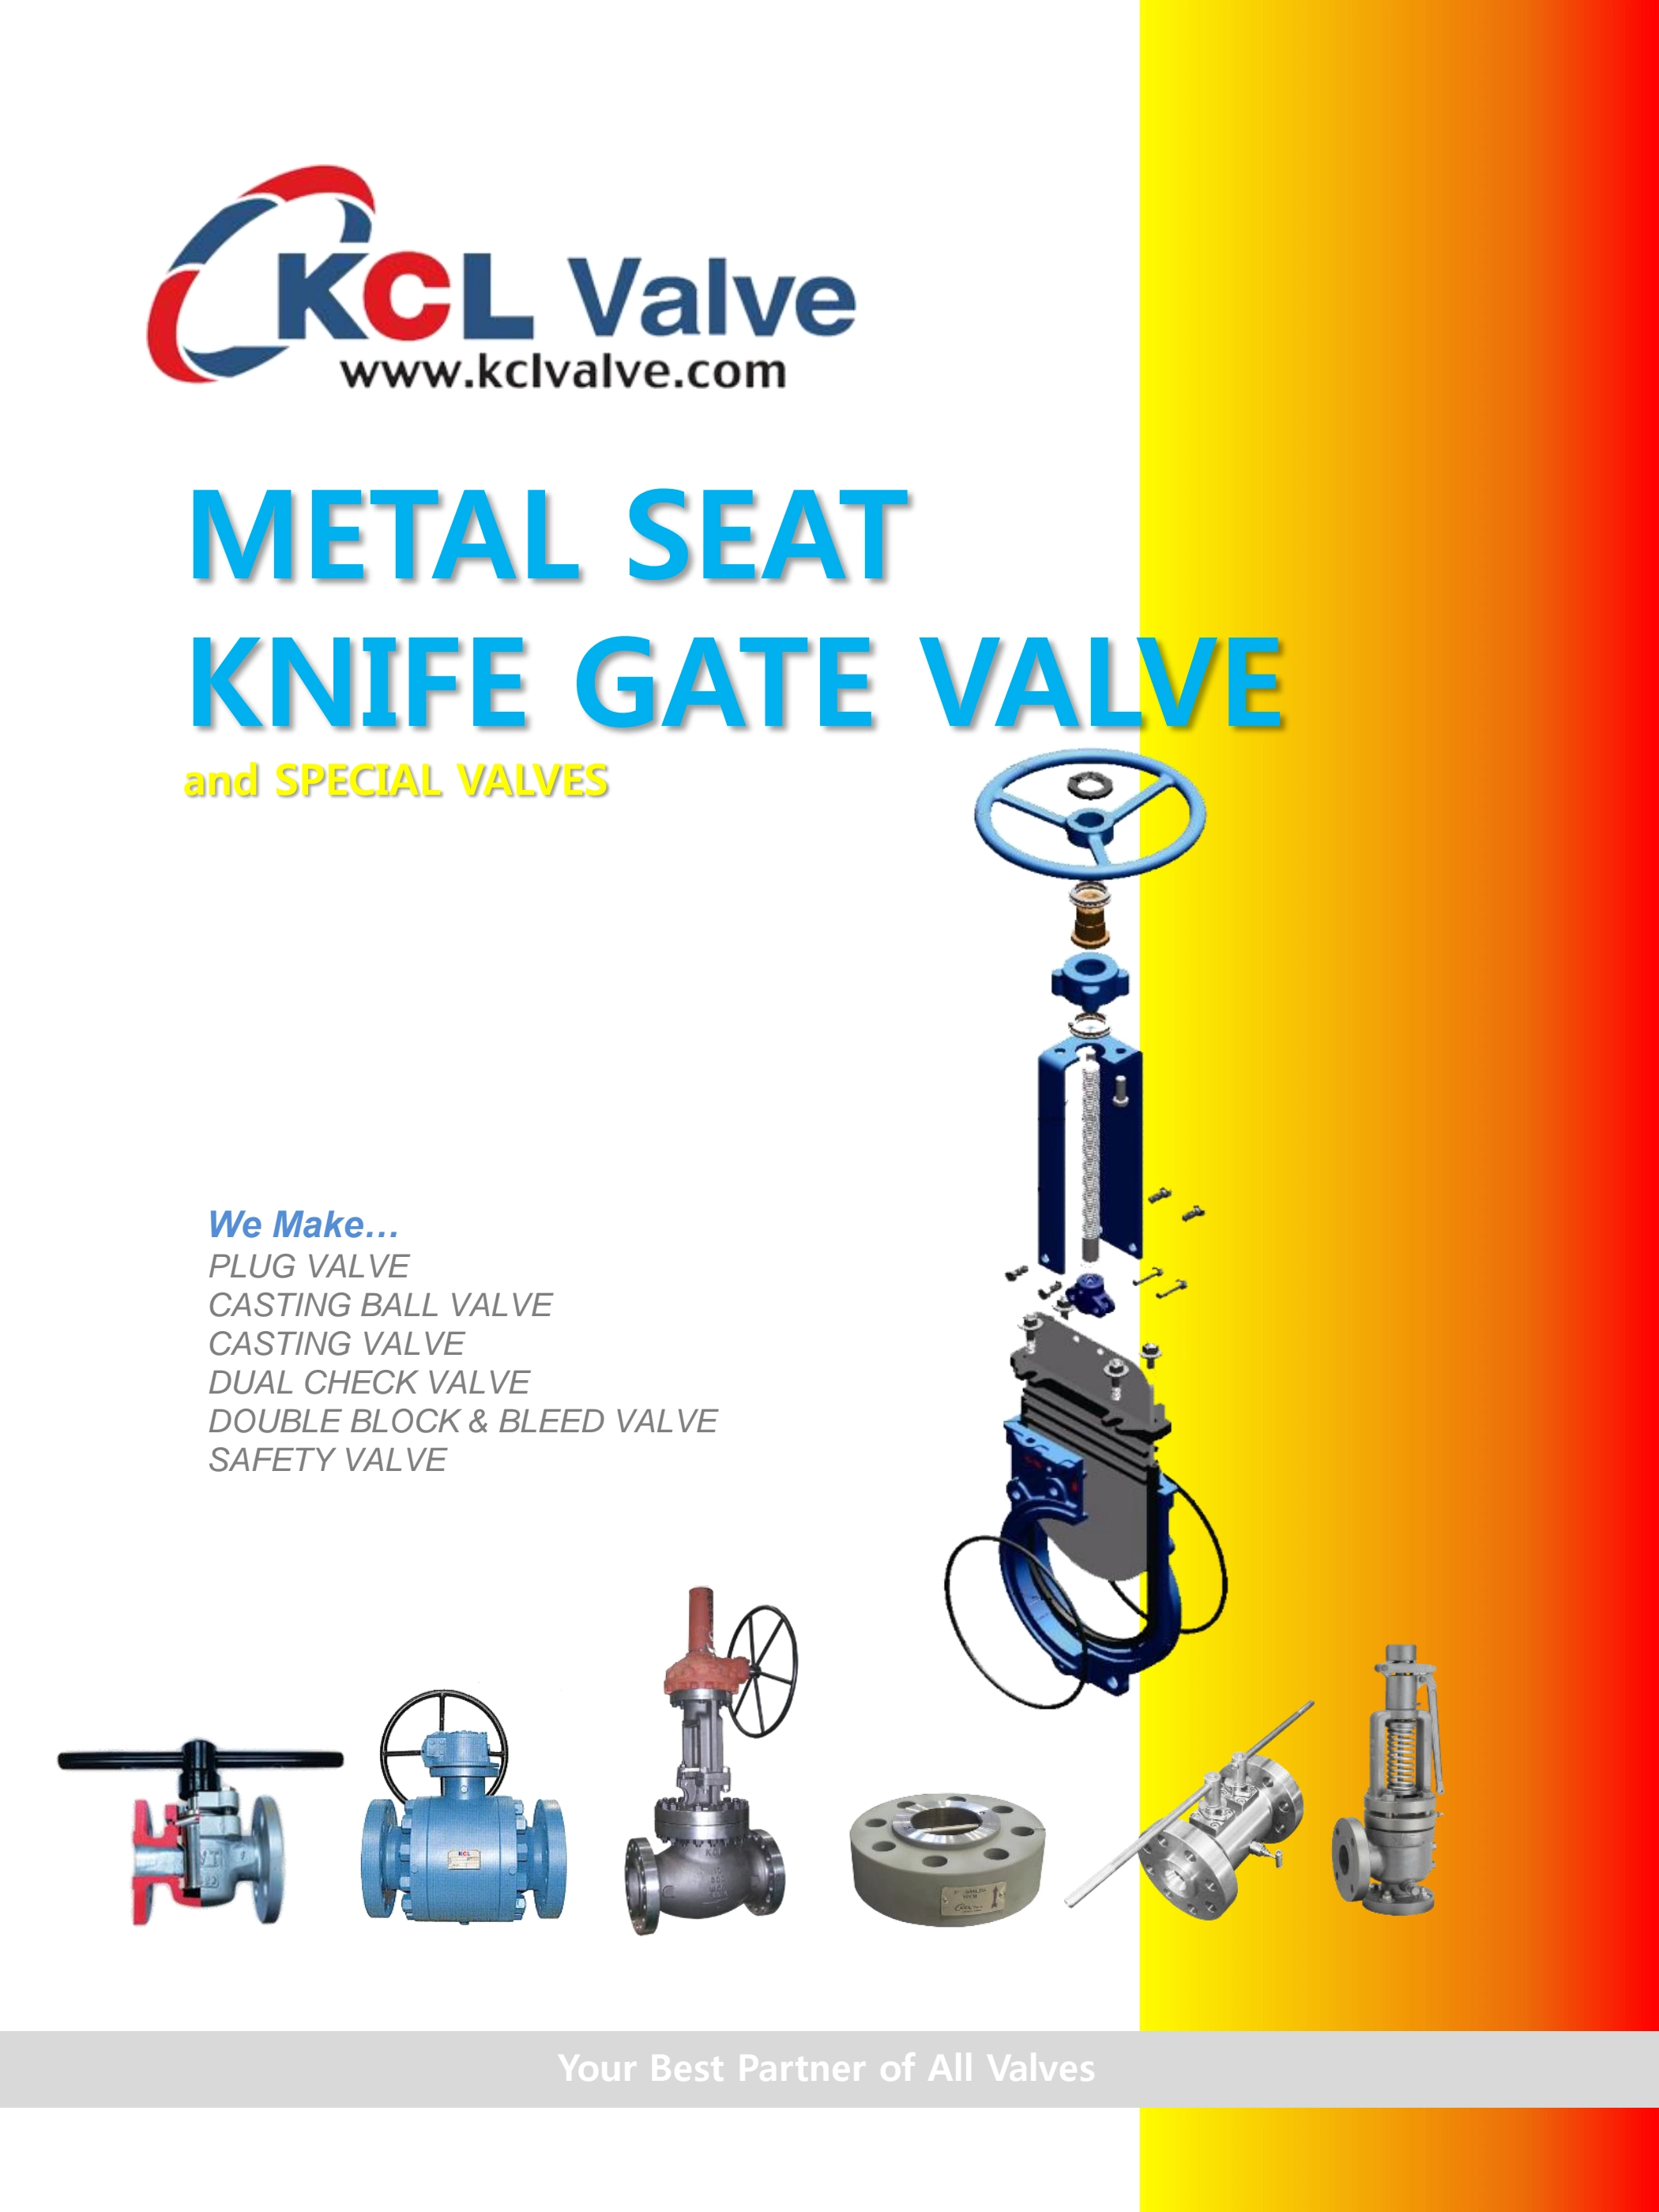 KCL Valve
www.kclvalve.com
METAL SEAT
KNIFE GATE VALVE
and SPECIAL VALVES
We Make...
PLUG VALVE
CASTING BALL VALVE
CASTING VALVE
DUAL CHECK VALVE
DOUBLE BLOCK & BLEED VALVE
SAFETY VALVE
KCL
Your Best Partner of All Valves